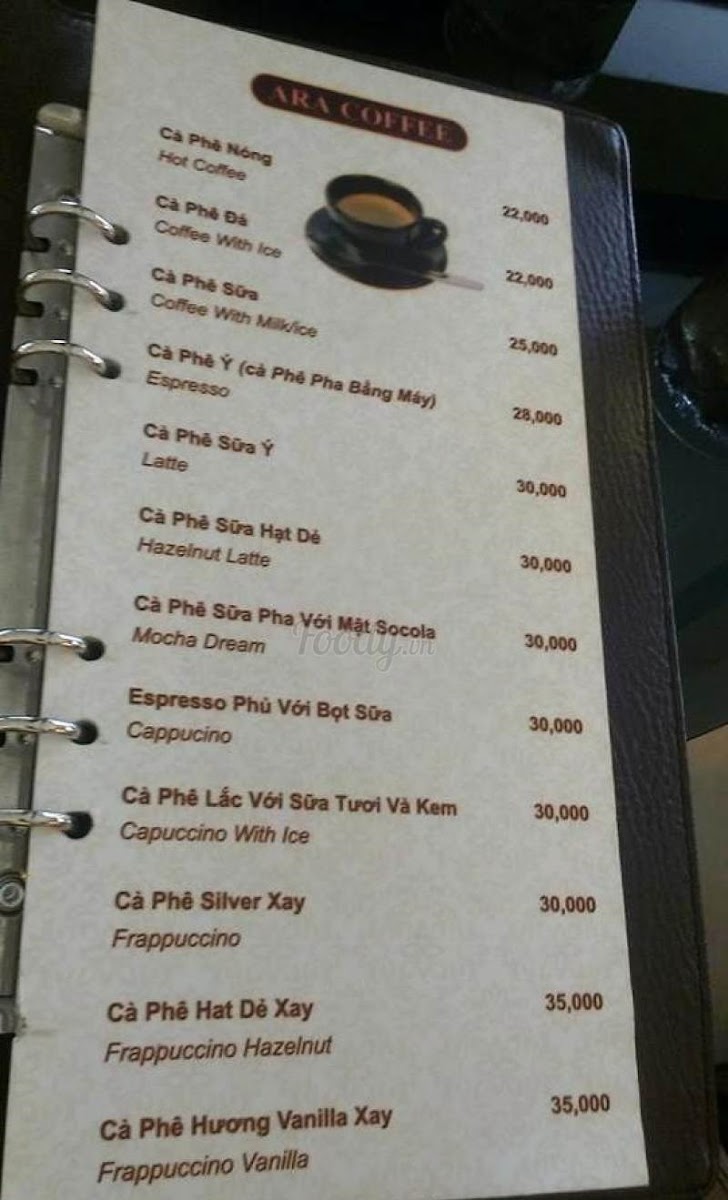 ARA COFFEE
Cà Phê Nóng
Hot Coffee
22,000
Cà Phê Đá
Coffee With Ice
22,000
Cà Phê Sữa
Coffee With Milk/ice
25,000
Cà Phê Ý (cà Phê Pha Bằng Máy)
Espresso
28,000
Cà Phê Sữa Ý
Latte
30,000
Cà Phê Sữa Hạt Dẻ
Hazelnut Latte
30,000
Cà Phê Sữa Pha Với Mật Socola
Mocha Dream
30,000
Foody.vn
Espresso Phủ Với Bọt Sữa
Cappucino
30,000
Cà Phê Lắc Với Sữa Tươi Và Kem
Capuccino With Ice
30,000
Cà Phê Silver Xay
Frappuccino
30,000
Cà Phê Hat Dẻ Xay
Frappuccino Hazelnut
35,000
Cà Phê Hương Vanilla Xay
Frappuccino Vanilla
35,000